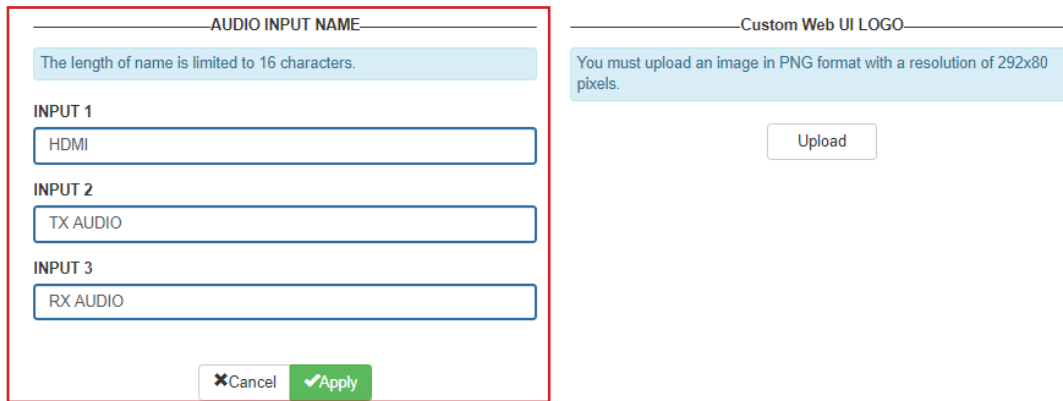 AUDIO INPUT NAME
The length of name is limited to 16 characters.
INPUT 1
HDMI
INPUT 2
TX AUDIO
INPUT 3
RX AUDIO
Cancel
Apply
Custom Web UI LOGO
You must upload an image in PNG format with a resolution of 292x80
pixels.
Upload